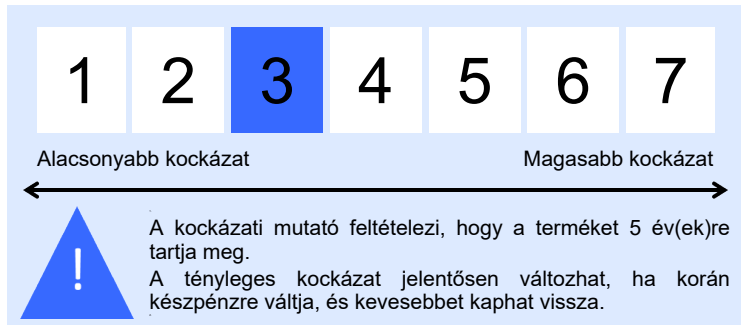 1 2 3 4 5 6 7
Alacsonyabb kockázat Magasabb kockázat
! A kockázati mutató feltételezi, hogy a terméket 5 év(ek)re
tartja meg.
A tényleges kockázat jelentősen változhat, ha korán
készpénzre váltja, és kevesebbet kaphat vissza.